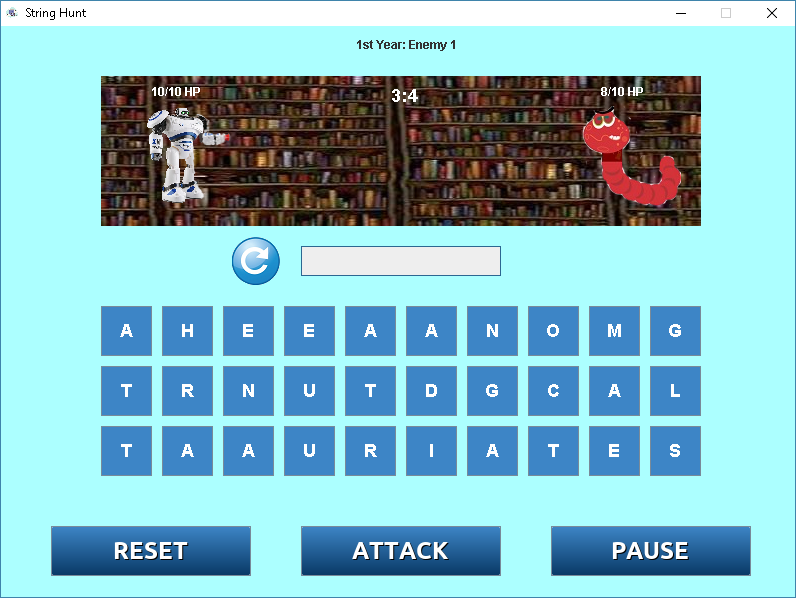 String Hunt
1st Year: Enemy 1
10/10 HP 3:4 8/10 HP
A H E E A A N O M G
T R N U T D G C A L
T A A U R I A T E S
RESET ATTACK PAUSE